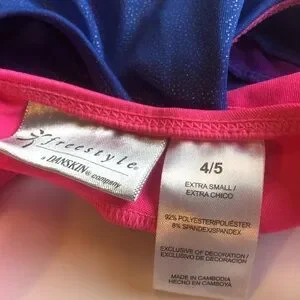 freestyle®
a DANSKIN® company
4/5
EXTRA SMALL/
EXTRA CHICO
92% POLYESTER/POLIÉSTER
8% SPANDEX/SPANDEX
EXCLUSIVE OF DECORATION /
EXCLUSIVO DE DECORACION
MADE IN CAMBODIA
HECHO EN CAMBOYA